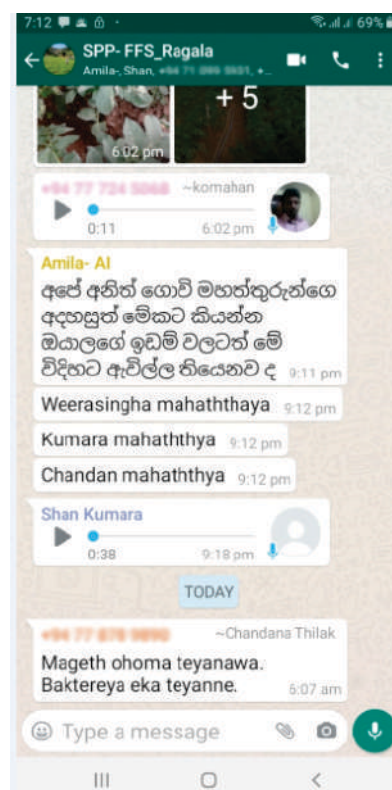 7:12
69%
SPP- FFS_Ragala
Amila-, Shan,
+ 5
6:02 pm
~komahan
0:11
6:02 pm
Amila- AI
අපේ අනිත් ගොවි මහත්තුරුන්ගෙ
අදහසුත් මේකට කියන්න
ඔයාලගේ ඉඩම් වලටත් මේ
විදිහට ඇවිල්ල තියෙනව ද 9:11 pm
Weerasingha mahaththaya 9:12 pm
Kumara mahaththya 9:12 pm
Chandan mahaththya 9:12 pm
Shan Kumara
0:38
9:18 pm
TODAY
~Chandana Thilak
Mageth ohoma teyanawa.
Baktereya eka teyanne.
6:07 am
Type a message